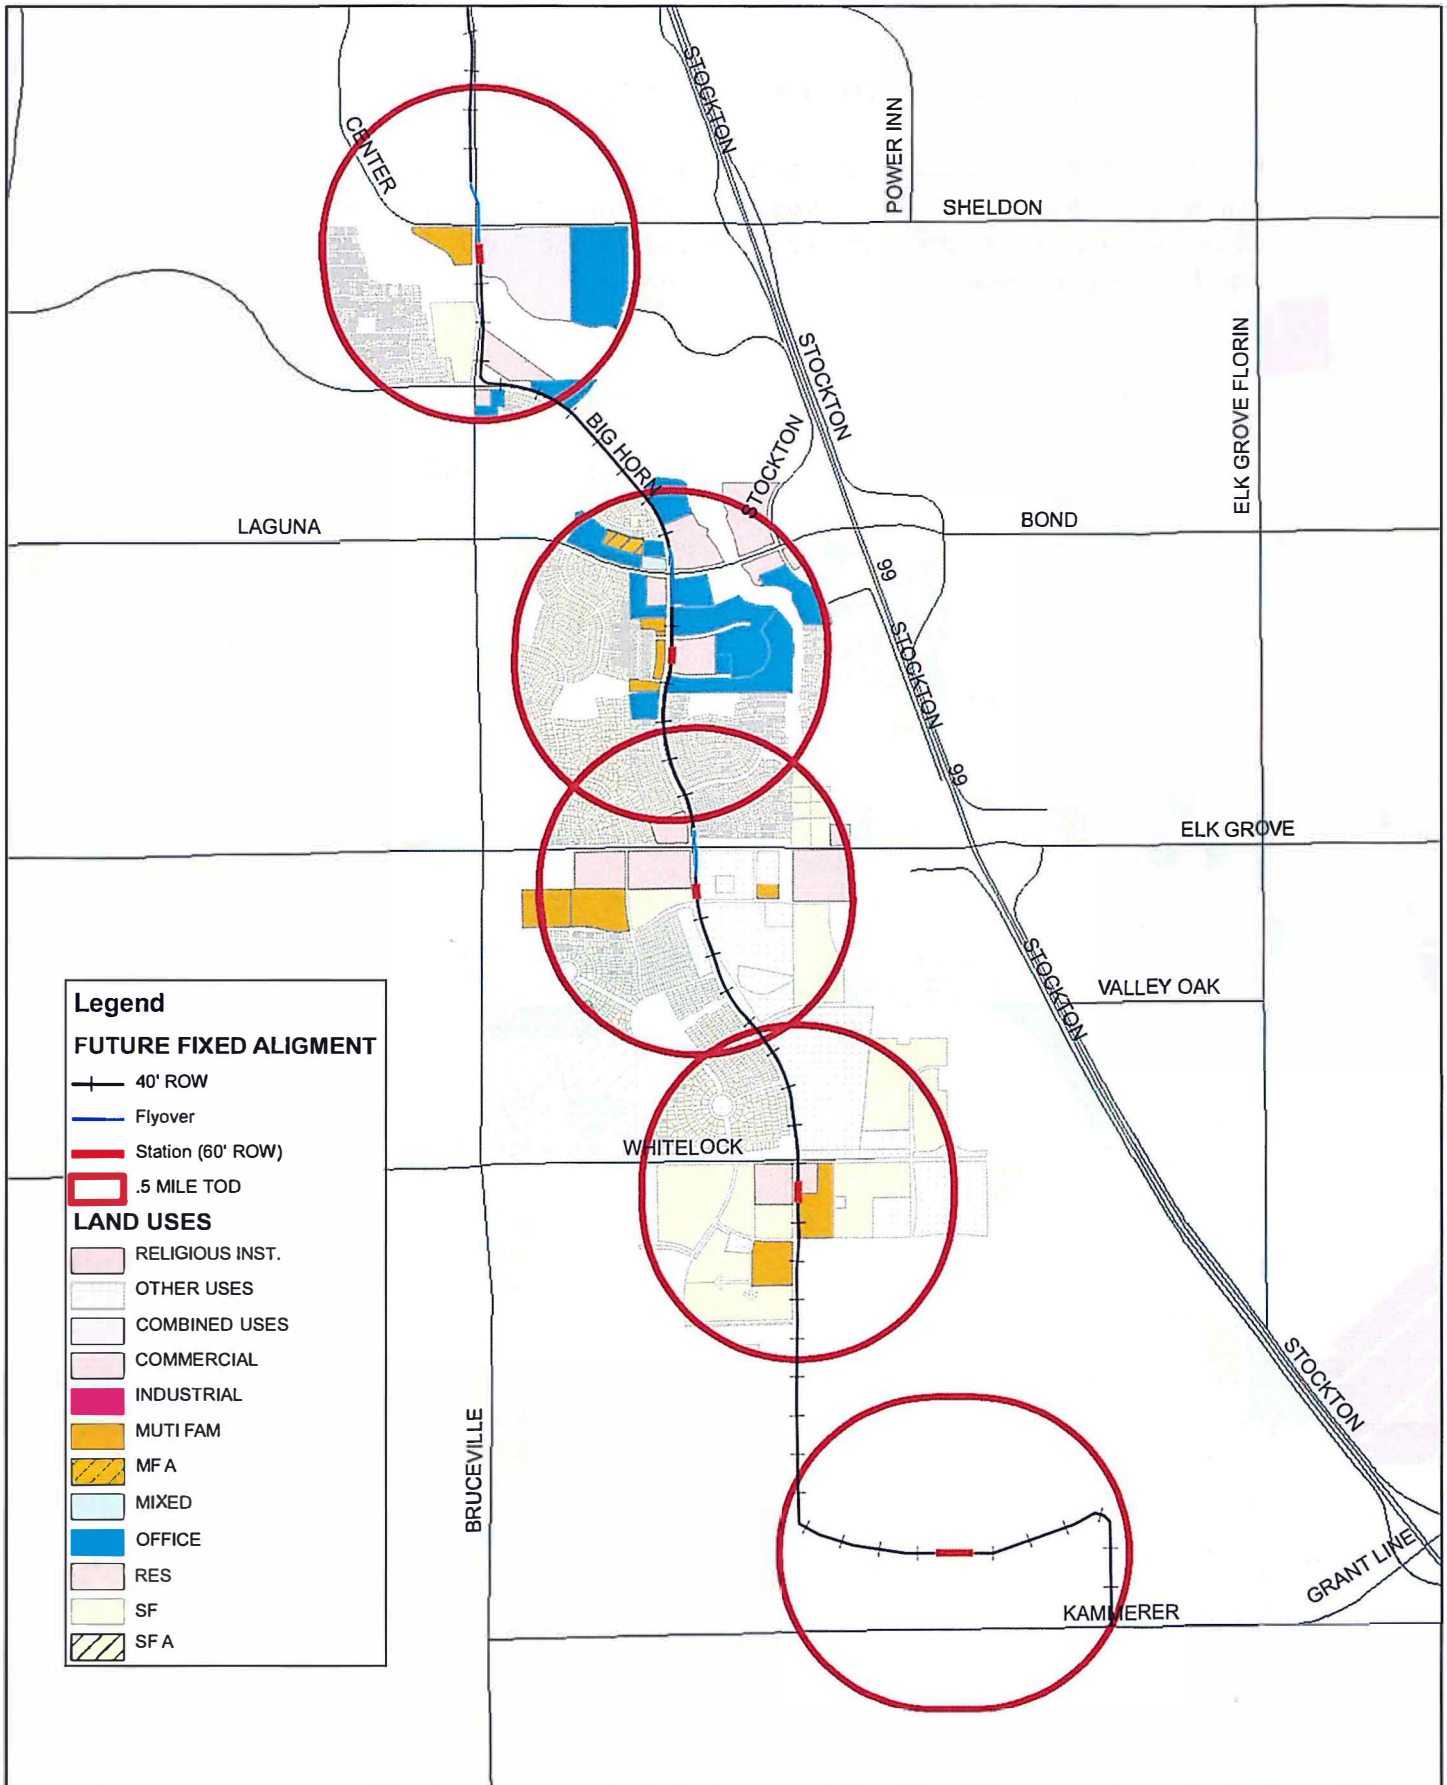 STOCKTON
POWER INN
CENTER
SHELDON
STOCKTON
ELK GROVE FLORIN
BIG HORN
STOCKTON
LAGUNA
BOND
99
STOCKTON
99
ELK GROVE
STOCKTON
VALLEY OAK
WHITELOCK
STOCKTON
BRUCEVILLE
GRANT LINE
KAMMERER
Legend
FUTURE FIXED ALIGMENT
40' ROW
Flyover
Station (60' ROW)
.5 MILE TOD
LAND USES
RELIGIOUS INST.
OTHER USES
COMBINED USES
COMMERCIAL
INDUSTRIAL
MUTI FAM
MF A
MIXED
OFFICE
RES
SF
SF A